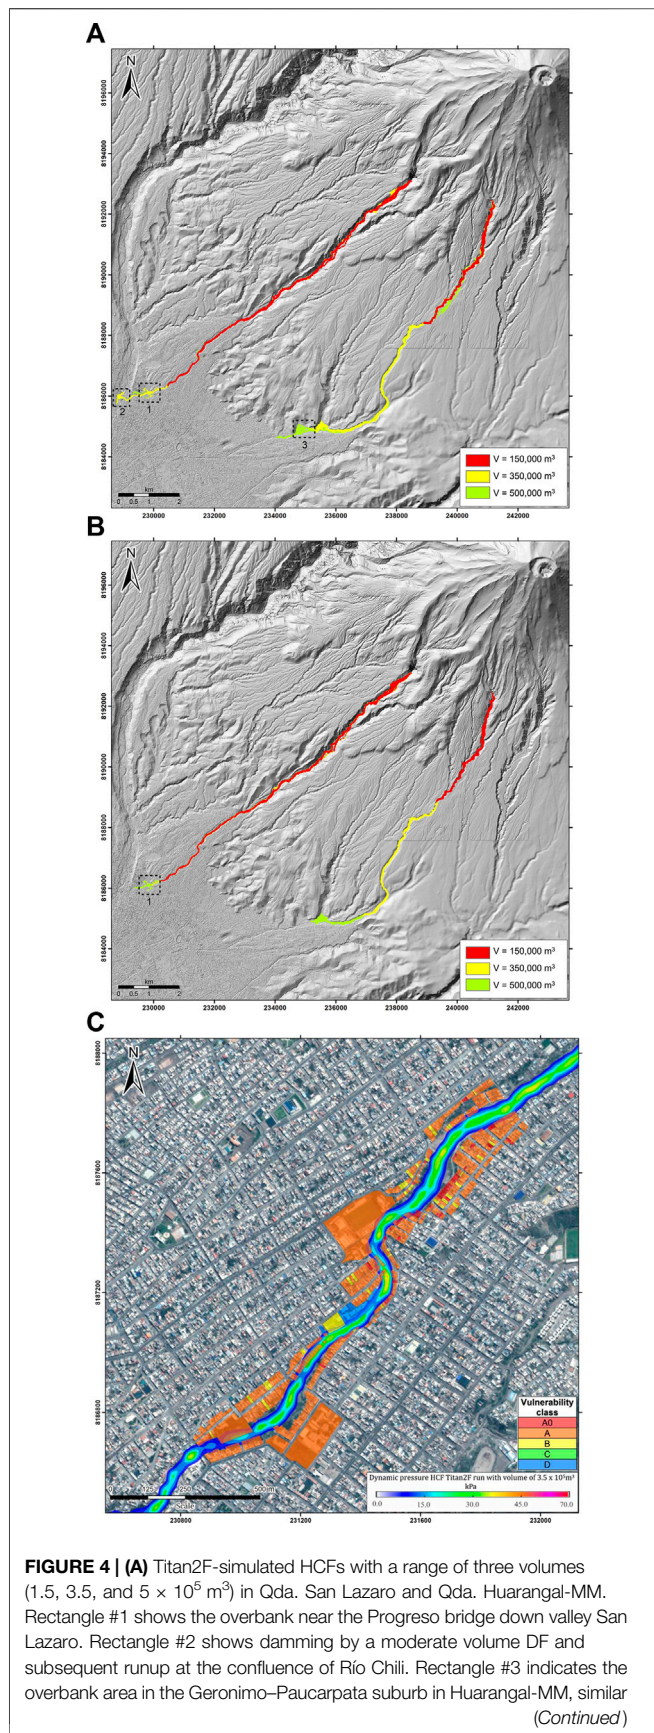 A
N
8196000
8194000
8192000
8190000
8188000
8186000
8184000
2
1
3
V = 150,000 m³
V = 350,000 m³
V = 500,000 m³
km
0 0.5 1 2
230000 232000 234000 236000 238000 240000 242000
B
N
8196000
8194000
8192000
8190000
8188000
8186000
8184000
1
V = 150,000 m³
V = 350,000 m³
V = 500,000 m³
km
0 0.5 1 2
230000 232000 234000 236000 238000 240000 242000
C
N
8188000
8187600
8187200
8186800
Vulnerability
class
A0
A
B
C
D
Dynamic pressure HCF Titan2F run with volume of 3.5 x 10⁵m³
kPa
0.0 15.0 30.0 45.0 70.0
0 125 250 500 m
Scale
230800 231200 231600 232000
FIGURE 4 | (A) Titan2F-simulated HCFs with a range of three volumes
(1.5, 3.5, and 5 × 10⁵ m³) in Qda. San Lazaro and Qda. Huarangal-MM.
Rectangle #1 shows the overbank near the Progreso bridge down valley San
Lazaro. Rectangle #2 shows damming by a moderate volume DF and
subsequent runup at the confluence of Río Chili. Rectangle #3 indicates the
overbank area in the Geronimo–Paucarpata suburb in Huarangal-MM, similar
(Continued)